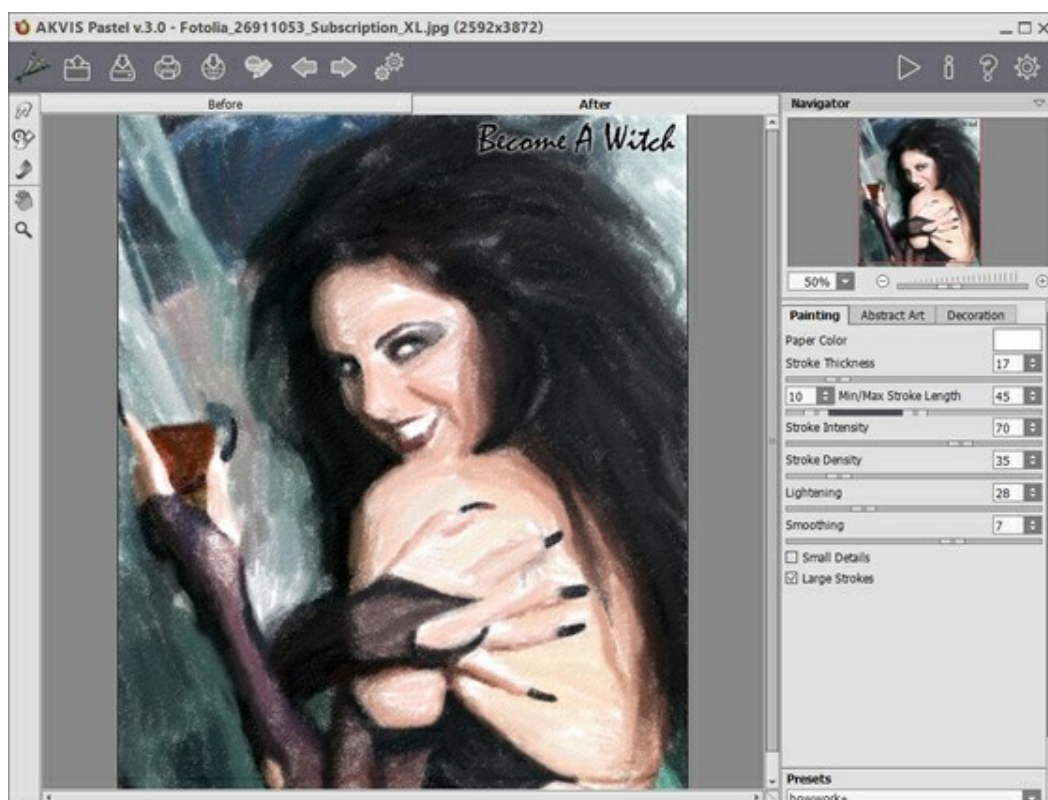 AKVIS Pastel v.3.0 - Fotolia_26911053_Subscription_XL.jpg (2592x3872)
Before
After
Navigator
Become A Witch
50%
Painting
Abstract Art
Decoration
Paper Color
Stroke Thickness
17
10
Min/Max Stroke Length
45
Stroke Intensity
70
Stroke Density
35
Lightening
28
Smoothing
7
Small Details
Large Strokes
Presets